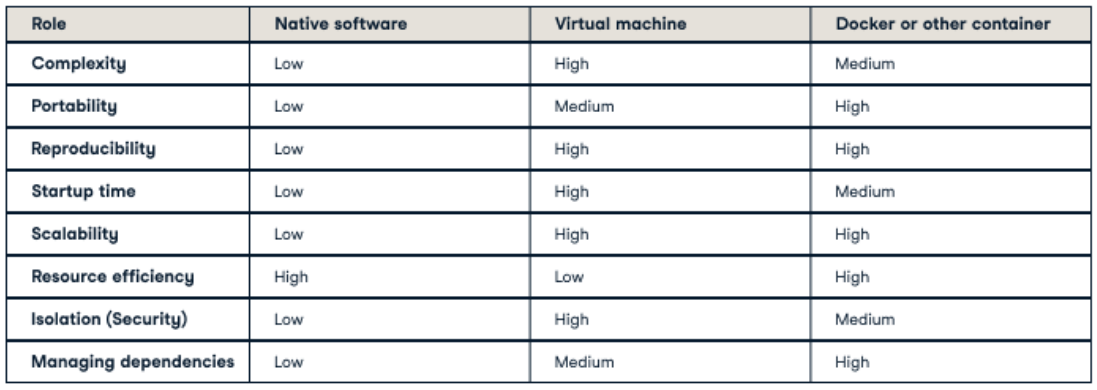 Role Native software Virtual machine Docker or other container
Complexity Low High Medium
Portability Low Medium High
Reproducibility Low High High
Startup time Low High Medium
Scalability Low High High
Resource efficiency High Low High
Isolation (Security) Low High Medium
Managing dependencies Low Medium High